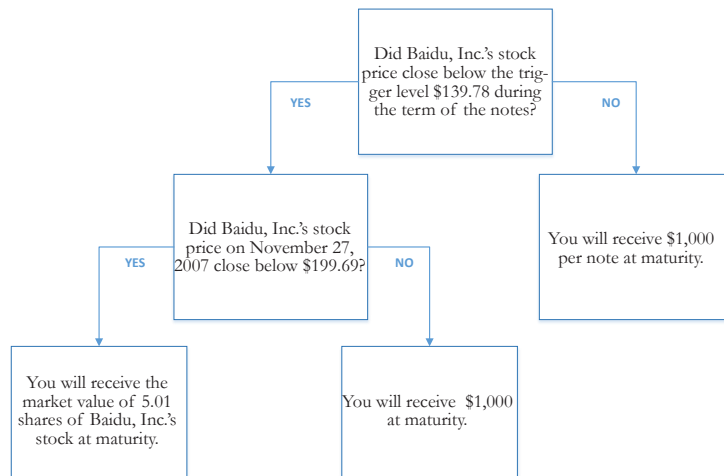 Did Baidu, Inc.'s stock
price close below the trig-
ger level $139.78 during
the term of the notes?
YES
NO
Did Baidu, Inc.'s stock
price on November 27,
2007 close below $199.69?
You will receive $1,000
per note at maturity.
YES
NO
You will receive the
market value of 5.01
shares of Baidu, Inc.'s
stock at maturity.
You will receive $1,000
at maturity.